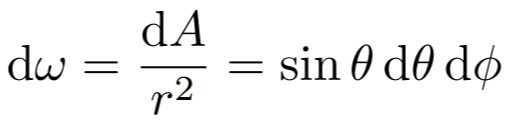 dω = dA/r² = sin θ dθ dϕ